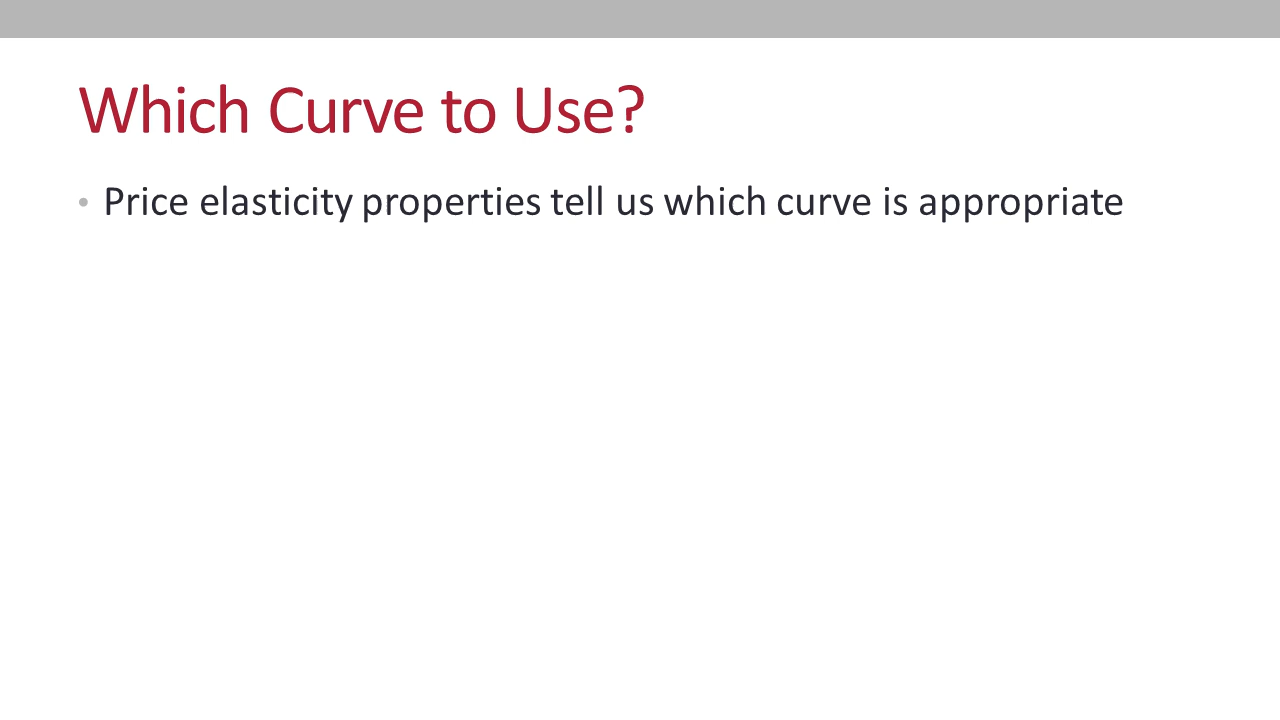 Which Curve to Use?
• Price elasticity properties tell us which curve is appropriate